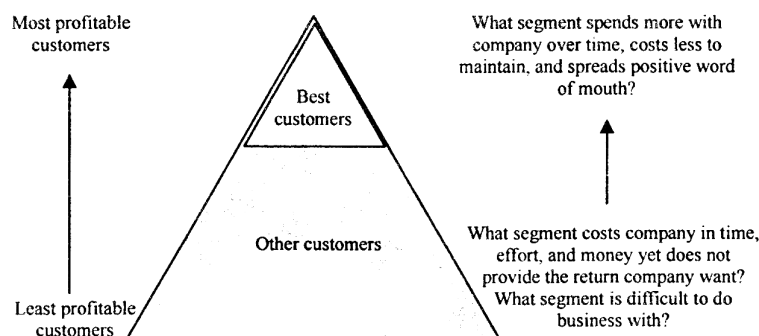 Most profitable
customers
What segment spends more with
company over time, costs less to
maintain, and spreads positive word
of mouth?
Best
customers
Other customers
What segment costs company in time,
effort, and money yet does not
provide the return company want?
What segment is difficult to do
business with?
Least profitable
customers